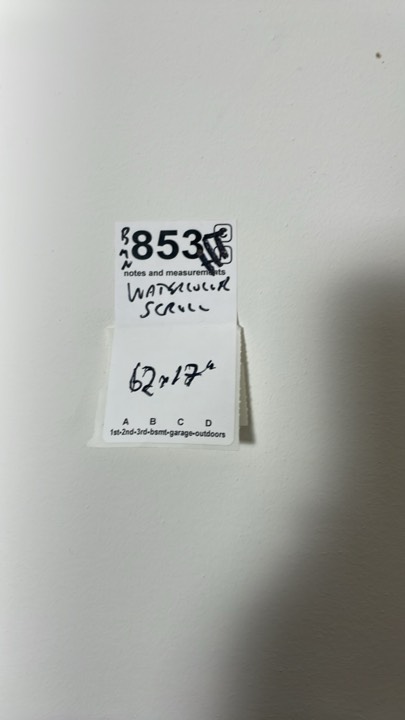 853
notes and measurements
WATERCOLOR
SCROLL
62x17"
A B C D
1st-2nd-3rd-bsmt-garage-outdoors